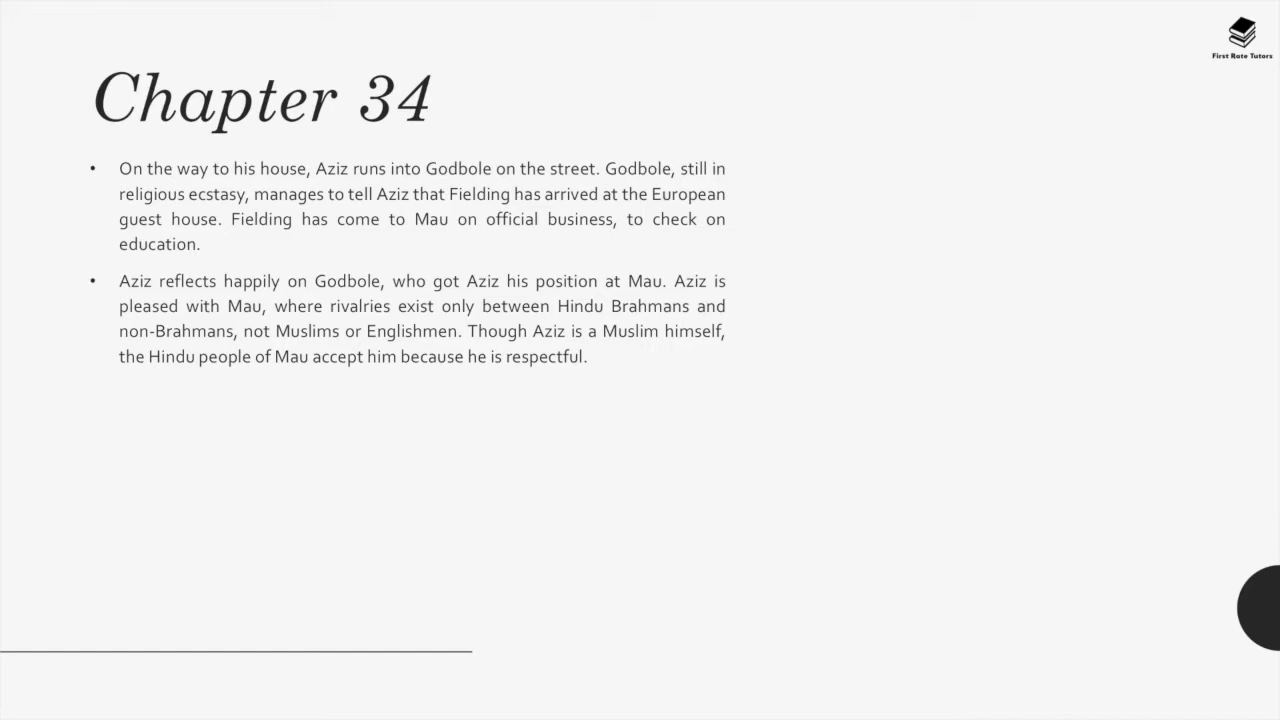 First Rate Tutors
Chapter 34
• On the way to his house, Aziz runs into Godbole on the street. Godbole, still in
religious ecstasy, manages to tell Aziz that Fielding has arrived at the European
guest house. Fielding has come to Mau on official business, to check on
education.
• Aziz reflects happily on Godbole, who got Aziz his position at Mau. Aziz is
pleased with Mau, where rivalries exist only between Hindu Brahmans and
non-Brahmans, not Muslims or Englishmen. Though Aziz is a Muslim himself,
the Hindu people of Mau accept him because he is respectful.